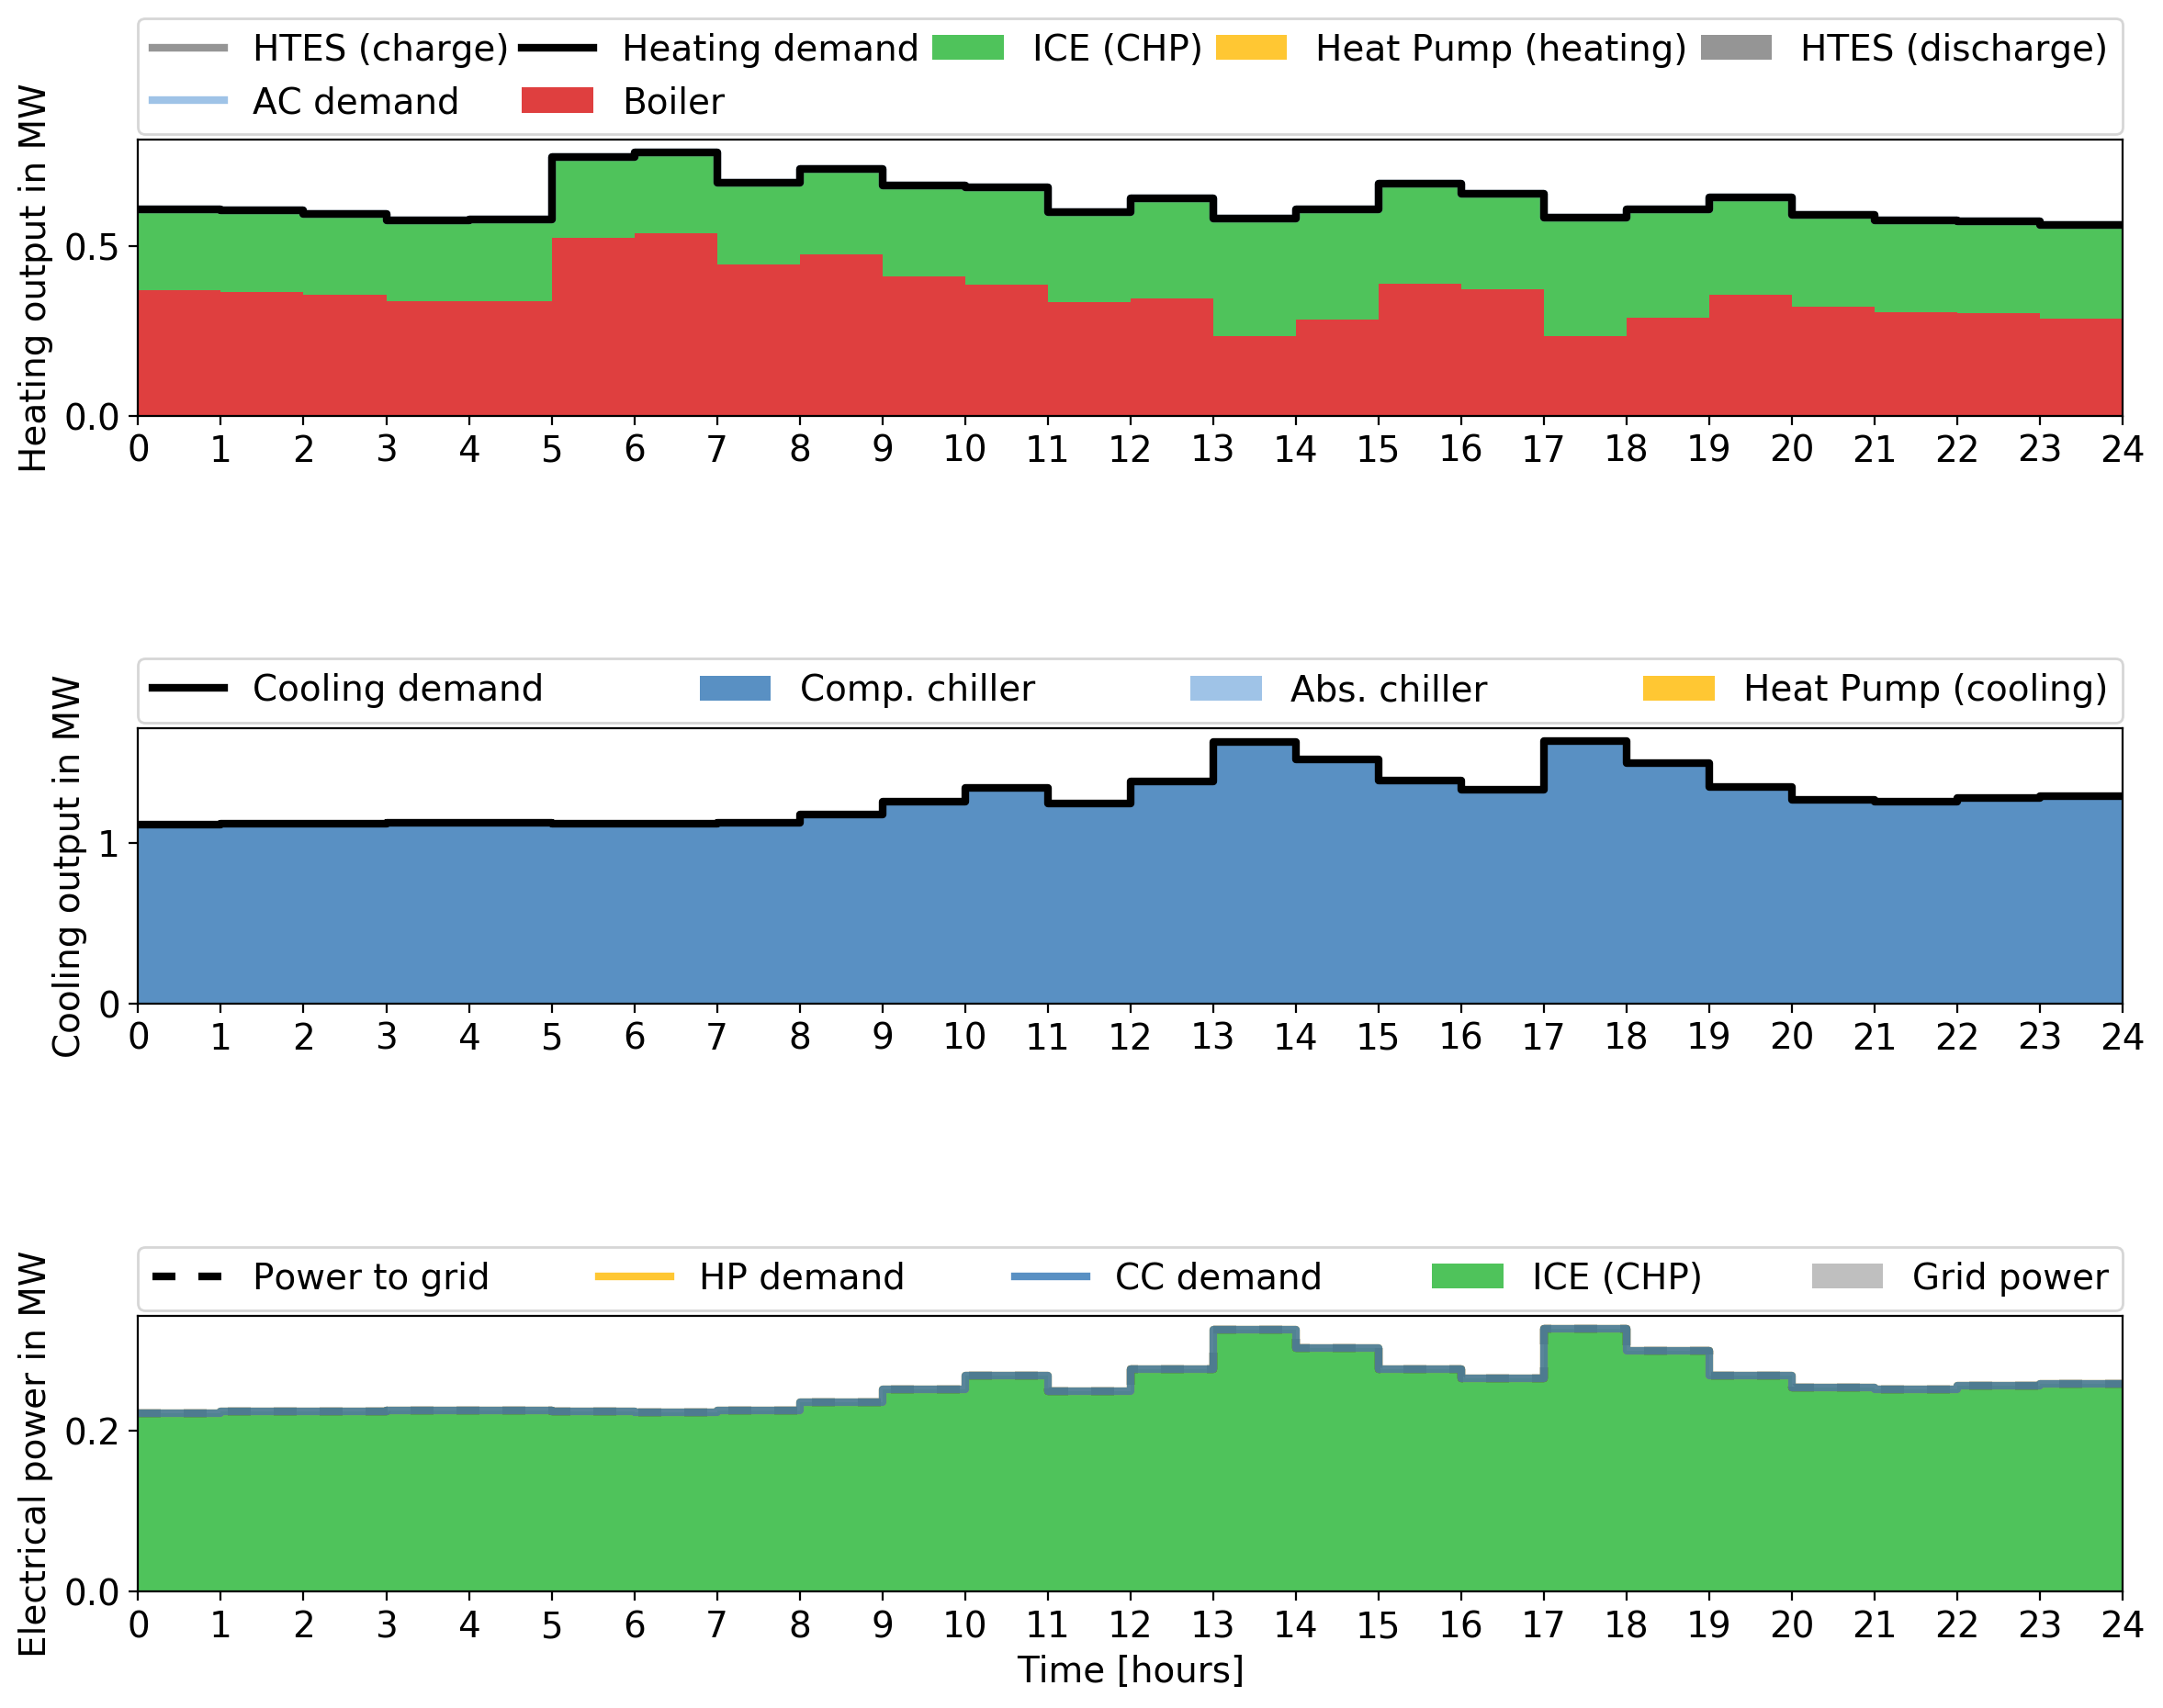 HTES (charge) Heating demand ICE (CHP) Heat Pump (heating) HTES (discharge)
AC demand Boiler
Heating output in MW
0.5
0.0
0 1 2 3 4 5 6 7 8 9 10 11 12 13 14 15 16 17 18 19 20 21 22 23 24
Cooling demand Comp. chiller Abs. chiller Heat Pump (cooling)
Cooling output in MW
1
0
0 1 2 3 4 5 6 7 8 9 10 11 12 13 14 15 16 17 18 19 20 21 22 23 24
Power to grid HP demand CC demand ICE (CHP) Grid power
Electrical power in MW
0.2
0.0
0 1 2 3 4 5 6 7 8 9 10 11 12 13 14 15 16 17 18 19 20 21 22 23 24
Time [hours]